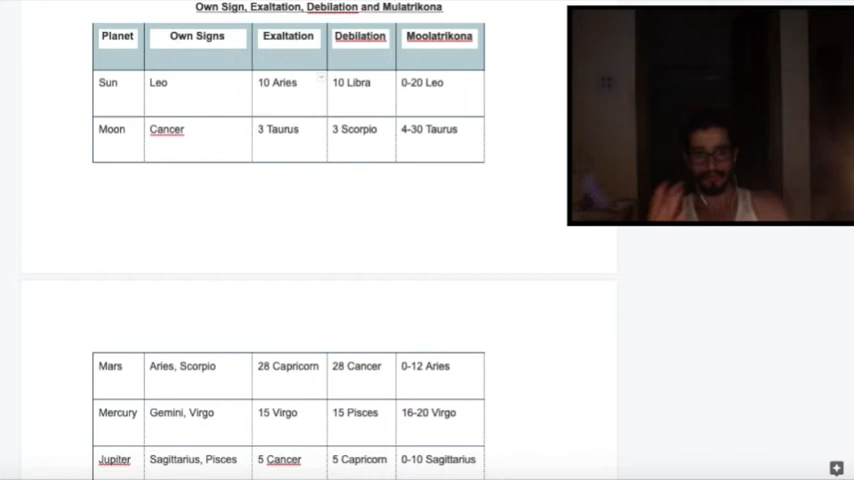 Own Sign, Exaltation, Debilation and Mulatrikona
Planet Own Signs Exaltation Debilation Moolatrikona
Sun Leo 10 Aries 10 Libra 0-20 Leo
Moon Cancer 3 Taurus 3 Scorpio 4-30 Taurus
Mars Aries, Scorpio 28 Capricorn 28 Cancer 0-12 Aries
Mercury Gemini, Virgo 15 Virgo 15 Pisces 16-20 Virgo
Jupiter Sagittarius, Pisces 5 Cancer 5 Capricorn 0-10 Sagittarius